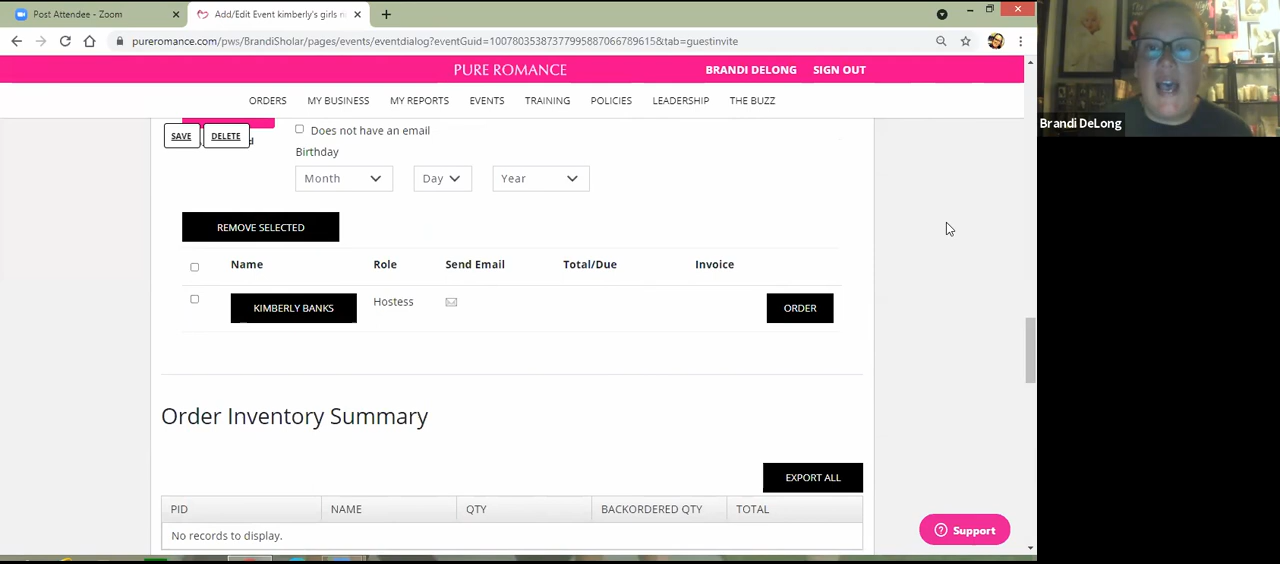 Post Attendee - Zoom
Add/Edit Event kimberly's girls n
pureromance.com/pws/BrandiSholar/pages/events/eventdialog?eventGuid=10078035387377995887066789615&tab=guestinvite
PURE ROMANCE
BRANDI DELONG SIGN OUT
ORDERS MY BUSINESS MY REPORTS EVENTS TRAINING POLICIES LEADERSHIP THE BUZZ
Brandi DeLong
SAVE DELETE
Does not have an email
Birthday
Month Day Year
REMOVE SELECTED
Name Role Send Email Total/Due Invoice
KIMBERLY BANKS Hostess ORDER
Order Inventory Summary
EXPORT ALL
PID NAME QTY BACKORDERED QTY TOTAL
No records to display.
Support